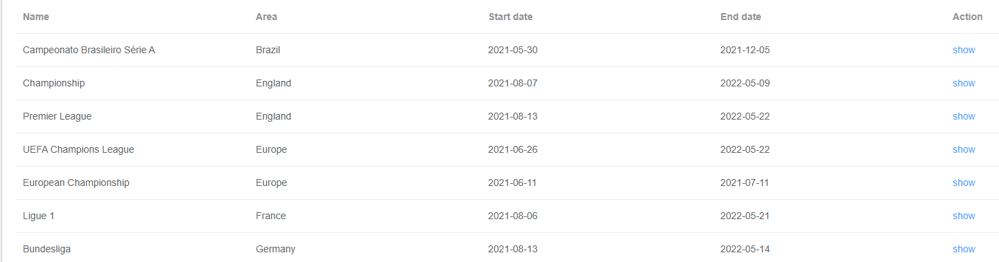 Name Area Start date End date Action
Campeonato Brasileiro Série A Brazil 2021-05-30 2021-12-05 show
Championship England 2021-08-07 2022-05-09 show
Premier League England 2021-08-13 2022-05-22 show
UEFA Champions League Europe 2021-06-26 2022-05-22 show
European Championship Europe 2021-06-11 2021-07-11 show
Ligue 1 France 2021-08-06 2022-05-21 show
Bundesliga Germany 2021-08-13 2022-05-14 show